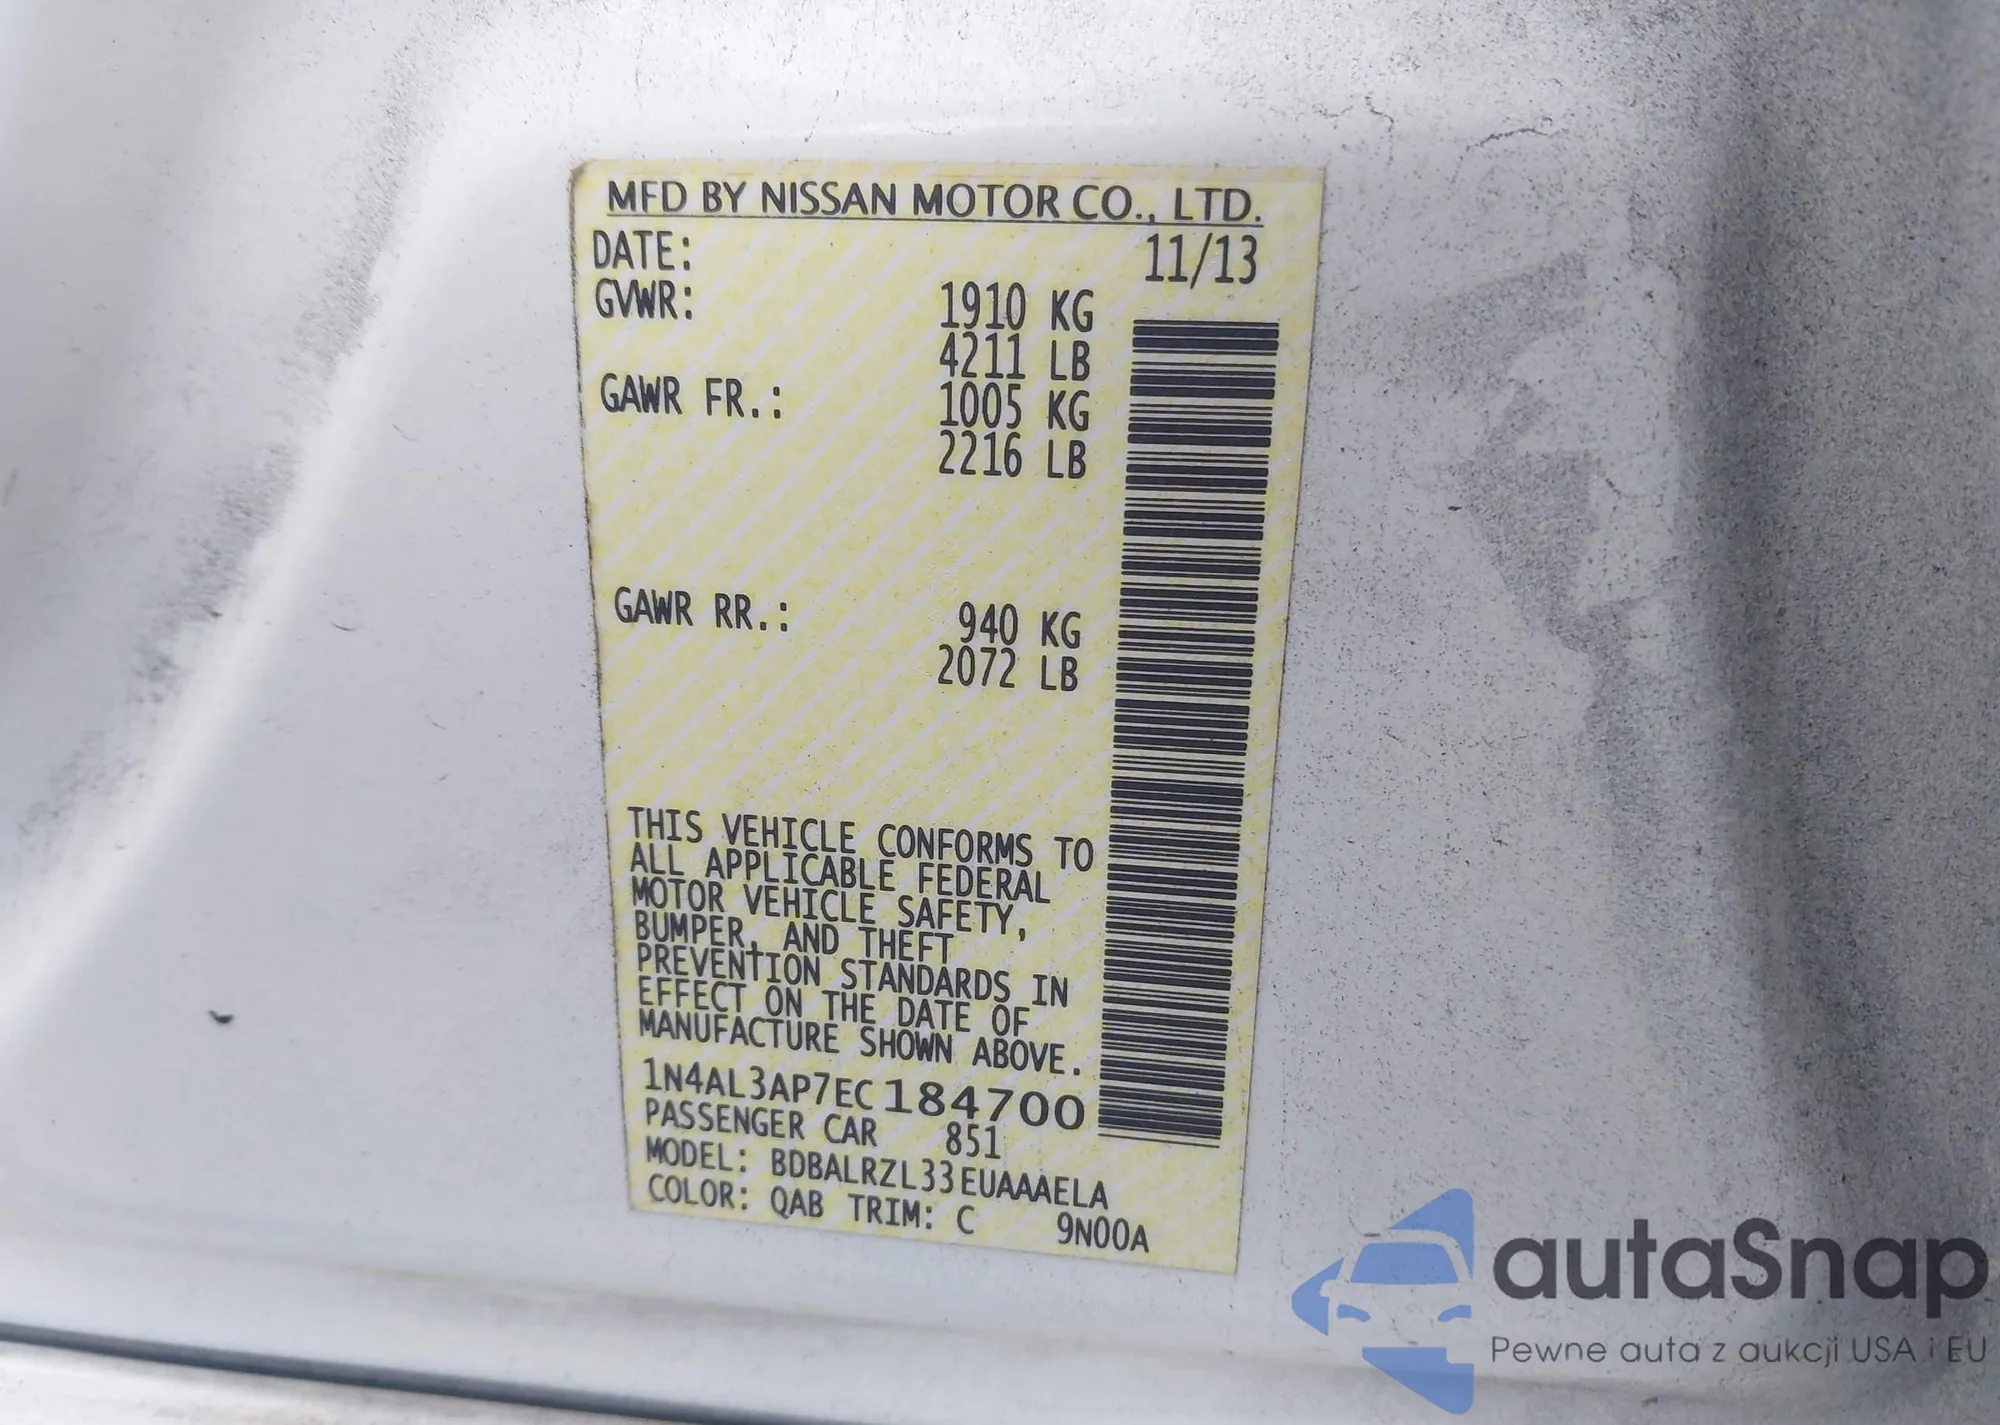 MFD BY NISSAN MOTOR CO., LTD.
DATE: 11/13
GVWR: 1910 KG
4211 LB
GAWR FR.: 1005 KG
2216 LB
GAWR RR.: 940 KG
2072 LB
THIS VEHICLE CONFORMS TO
ALL APPLICABLE FEDERAL
MOTOR VEHICLE SAFETY,
BUMPER, AND THEFT
PREVENTION STANDARDS IN
EFFECT ON THE DATE OF
MANUFACTURE SHOWN ABOVE.
1N4AL3AP7EC184700
PASSENGER CAR 851
MODEL: BDBALRZL33EUAAAELA
COLOR: QAB TRIM: C 9N00A
autaSnap
Pewne auta z aukcji USA i EU